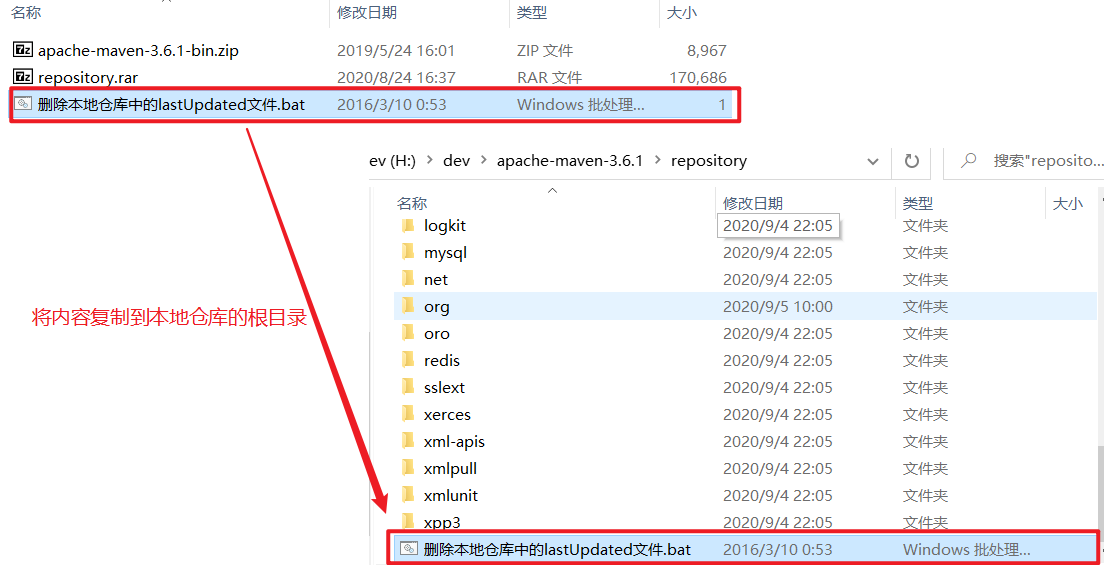 名称 修改日期 类型 大小
apache-maven-3.6.1-bin.zip 2019/5/24 16:01 ZIP 文件 8,967
repository.rar 2020/8/24 16:37 RAR 文件 170,686
删除本地仓库中的lastUpdated文件.bat 2016/3/10 0:53 Windows 批处理... 1
ev (H:) > dev > apache-maven-3.6.1 > repository 搜索"reposito...
名称 修改日期 类型 大小
logkit 2020/9/4 22:05 文件夹
mysql 2020/9/4 22:05 文件夹
net 2020/9/4 22:05 文件夹
org 2020/9/5 10:00 文件夹
将内容复制到本地仓库的根目录
oro 2020/9/4 22:05 文件夹
redis 2020/9/4 22:05 文件夹
sslext 2020/9/4 22:05 文件夹
xerces 2020/9/4 22:05 文件夹
xml-apis 2020/9/4 22:05 文件夹
xmlpull 2020/9/4 22:05 文件夹
xmlunit 2020/9/4 22:05 文件夹
xpp3 2020/9/4 22:05 文件夹
删除本地仓库中的lastUpdated文件.bat 2016/3/10 0:53 Windows 批处理...